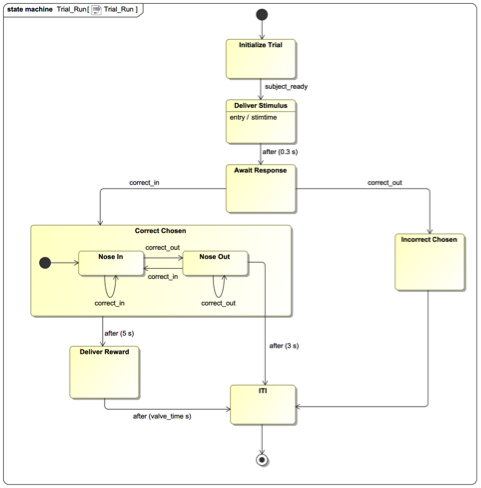 state machine Trial_Run[ Trial_Run ]
Initialize Trial
subject_ready
Deliver Stimulus
entry / stimtime
after (0.3 s)
Await Response
correct_in
correct_out
Correct Chosen
Incorrect Chosen
Nose In
correct_out
Nose Out
correct_in
correct_in
correct_out
after (5 s)
after (3 s)
Deliver Reward
ITI
after (valve_time s)